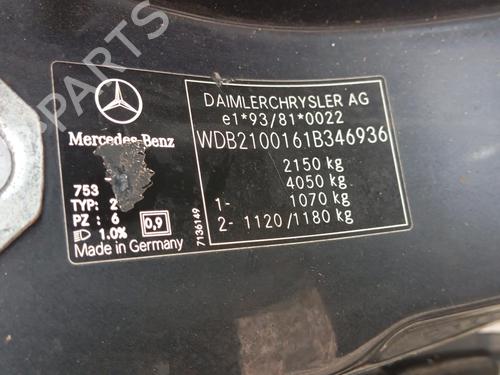 Mercedes-Benz
753
TYP: 2
PZ : 6
1.0% 0,9
Made in Germany
7136149
DAIMLERCHRYSLER AG
e1*93/81*0022
WDB2100161B346936
2150 kg
4050 kg
1- 1070 kg
2- 1120/1180 kg
B-PARTS